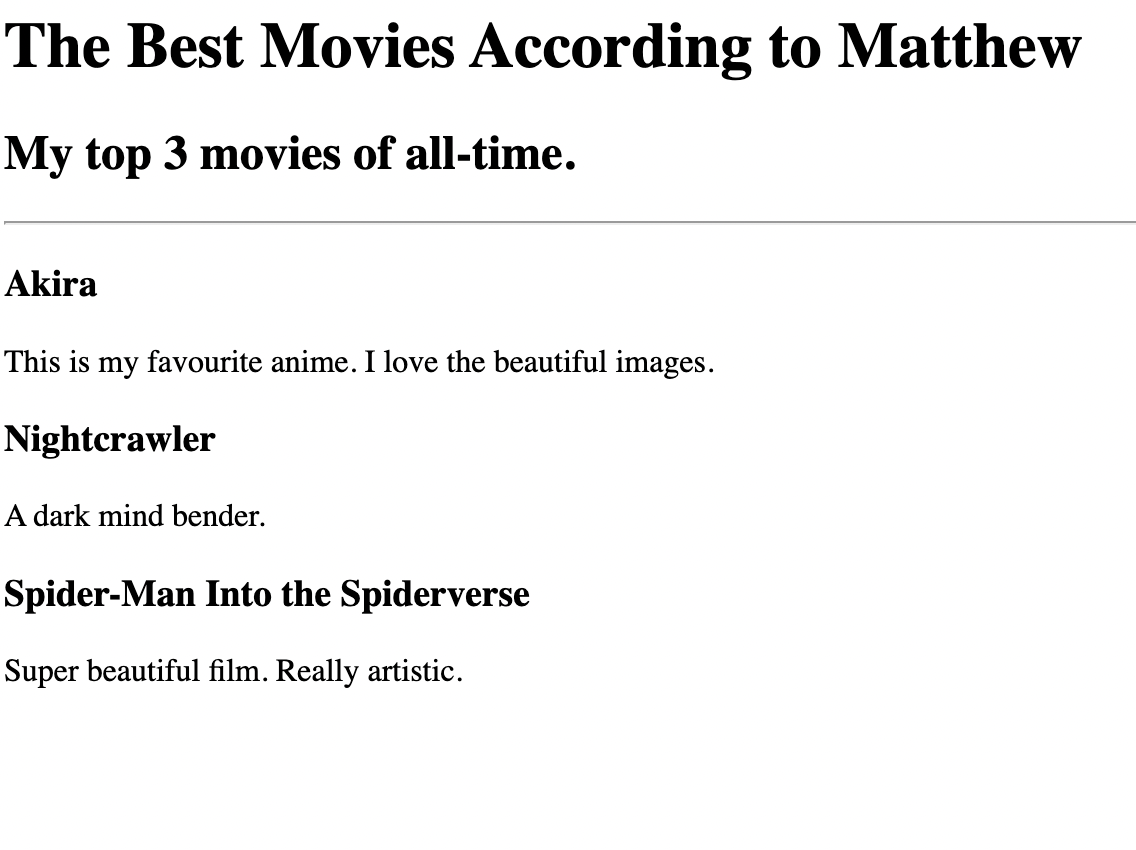 The Best Movies According to Matthew
My top 3 movies of all-time.
Akira
This is my favourite anime. I love the beautiful images.
Nightcrawler
A dark mind bender.
Spider-Man Into the Spiderverse
Super beautiful film. Really artistic.